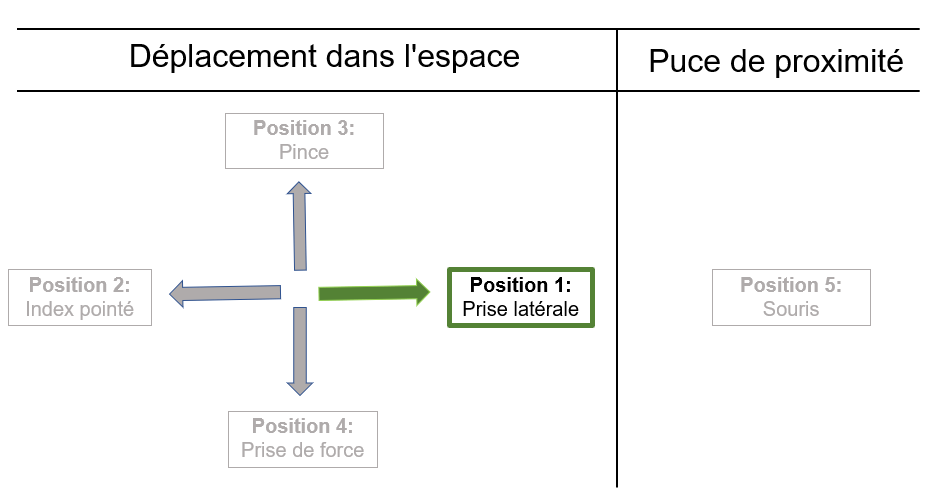 Déplacement dans l'espace
Puce de proximité
Position 3:
Pince
Position 2:
Index pointé
Position 1:
Prise latérale
Position 5:
Souris
Position 4:
Prise de force